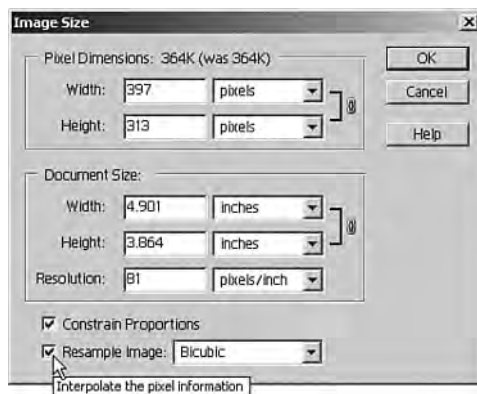 Image Size
Pixel Dimensions: 364K (was 364K)
Width: 397 pixels
Height: 313 pixels
OK
Cancel
Help
Document Size:
Width: 4.901 inches
Height: 3.864 inches
Resolution: 81 pixels/inch
Constrain Proportions
Resample Image: Bicubic
Interpolate the pixel information